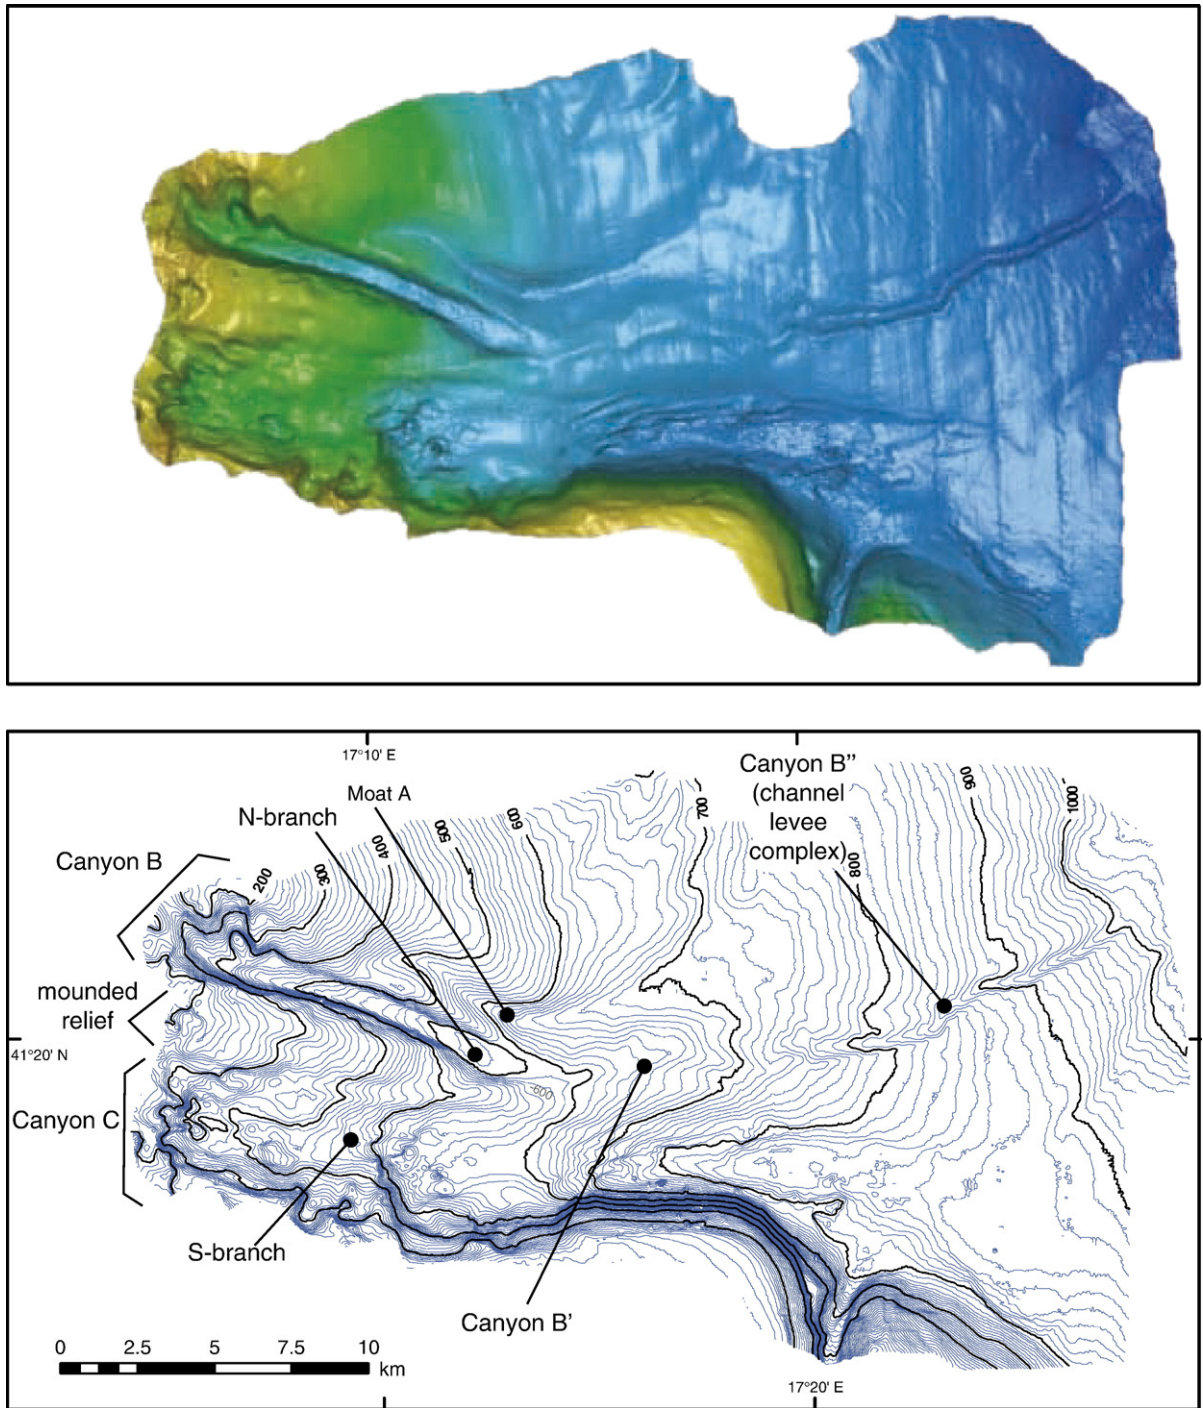 17°10' E
Canyon B''
(channel
levee
complex)
Moat A
N-branch
Canyon B
200
300
400
500
600
700
800
900
1000
mounded
relief
41°20' N
Canyon C
600
S-branch
Canyon B'
0 2.5 5 7.5 10
km
17°20' E